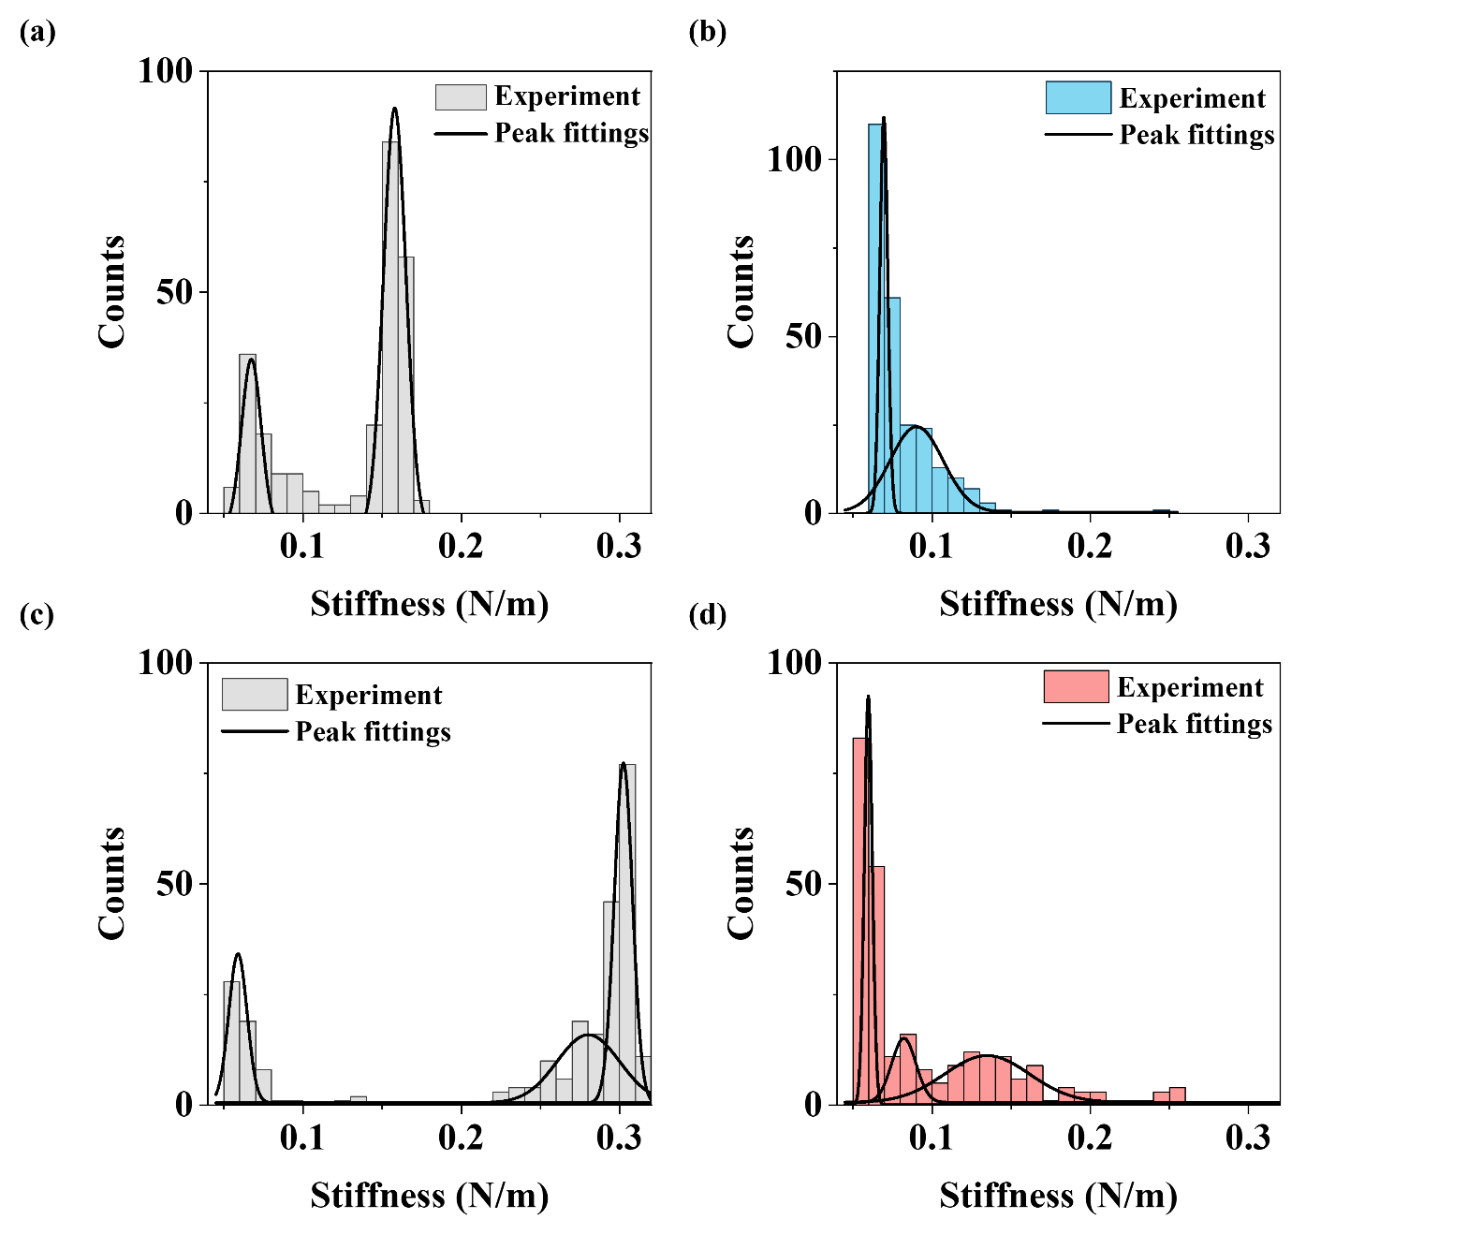 (a)
100
50
0
Counts
Experiment
Peak fittings
0.1 0.2 0.3
Stiffness (N/m)
(b)
100
50
0
Counts
Experiment
Peak fittings
0.1 0.2 0.3
Stiffness (N/m)
(c)
100
50
0
Counts
Experiment
Peak fittings
0.1 0.2 0.3
Stiffness (N/m)
(d)
100
50
0
Counts
Experiment
Peak fittings
0.1 0.2 0.3
Stiffness (N/m)